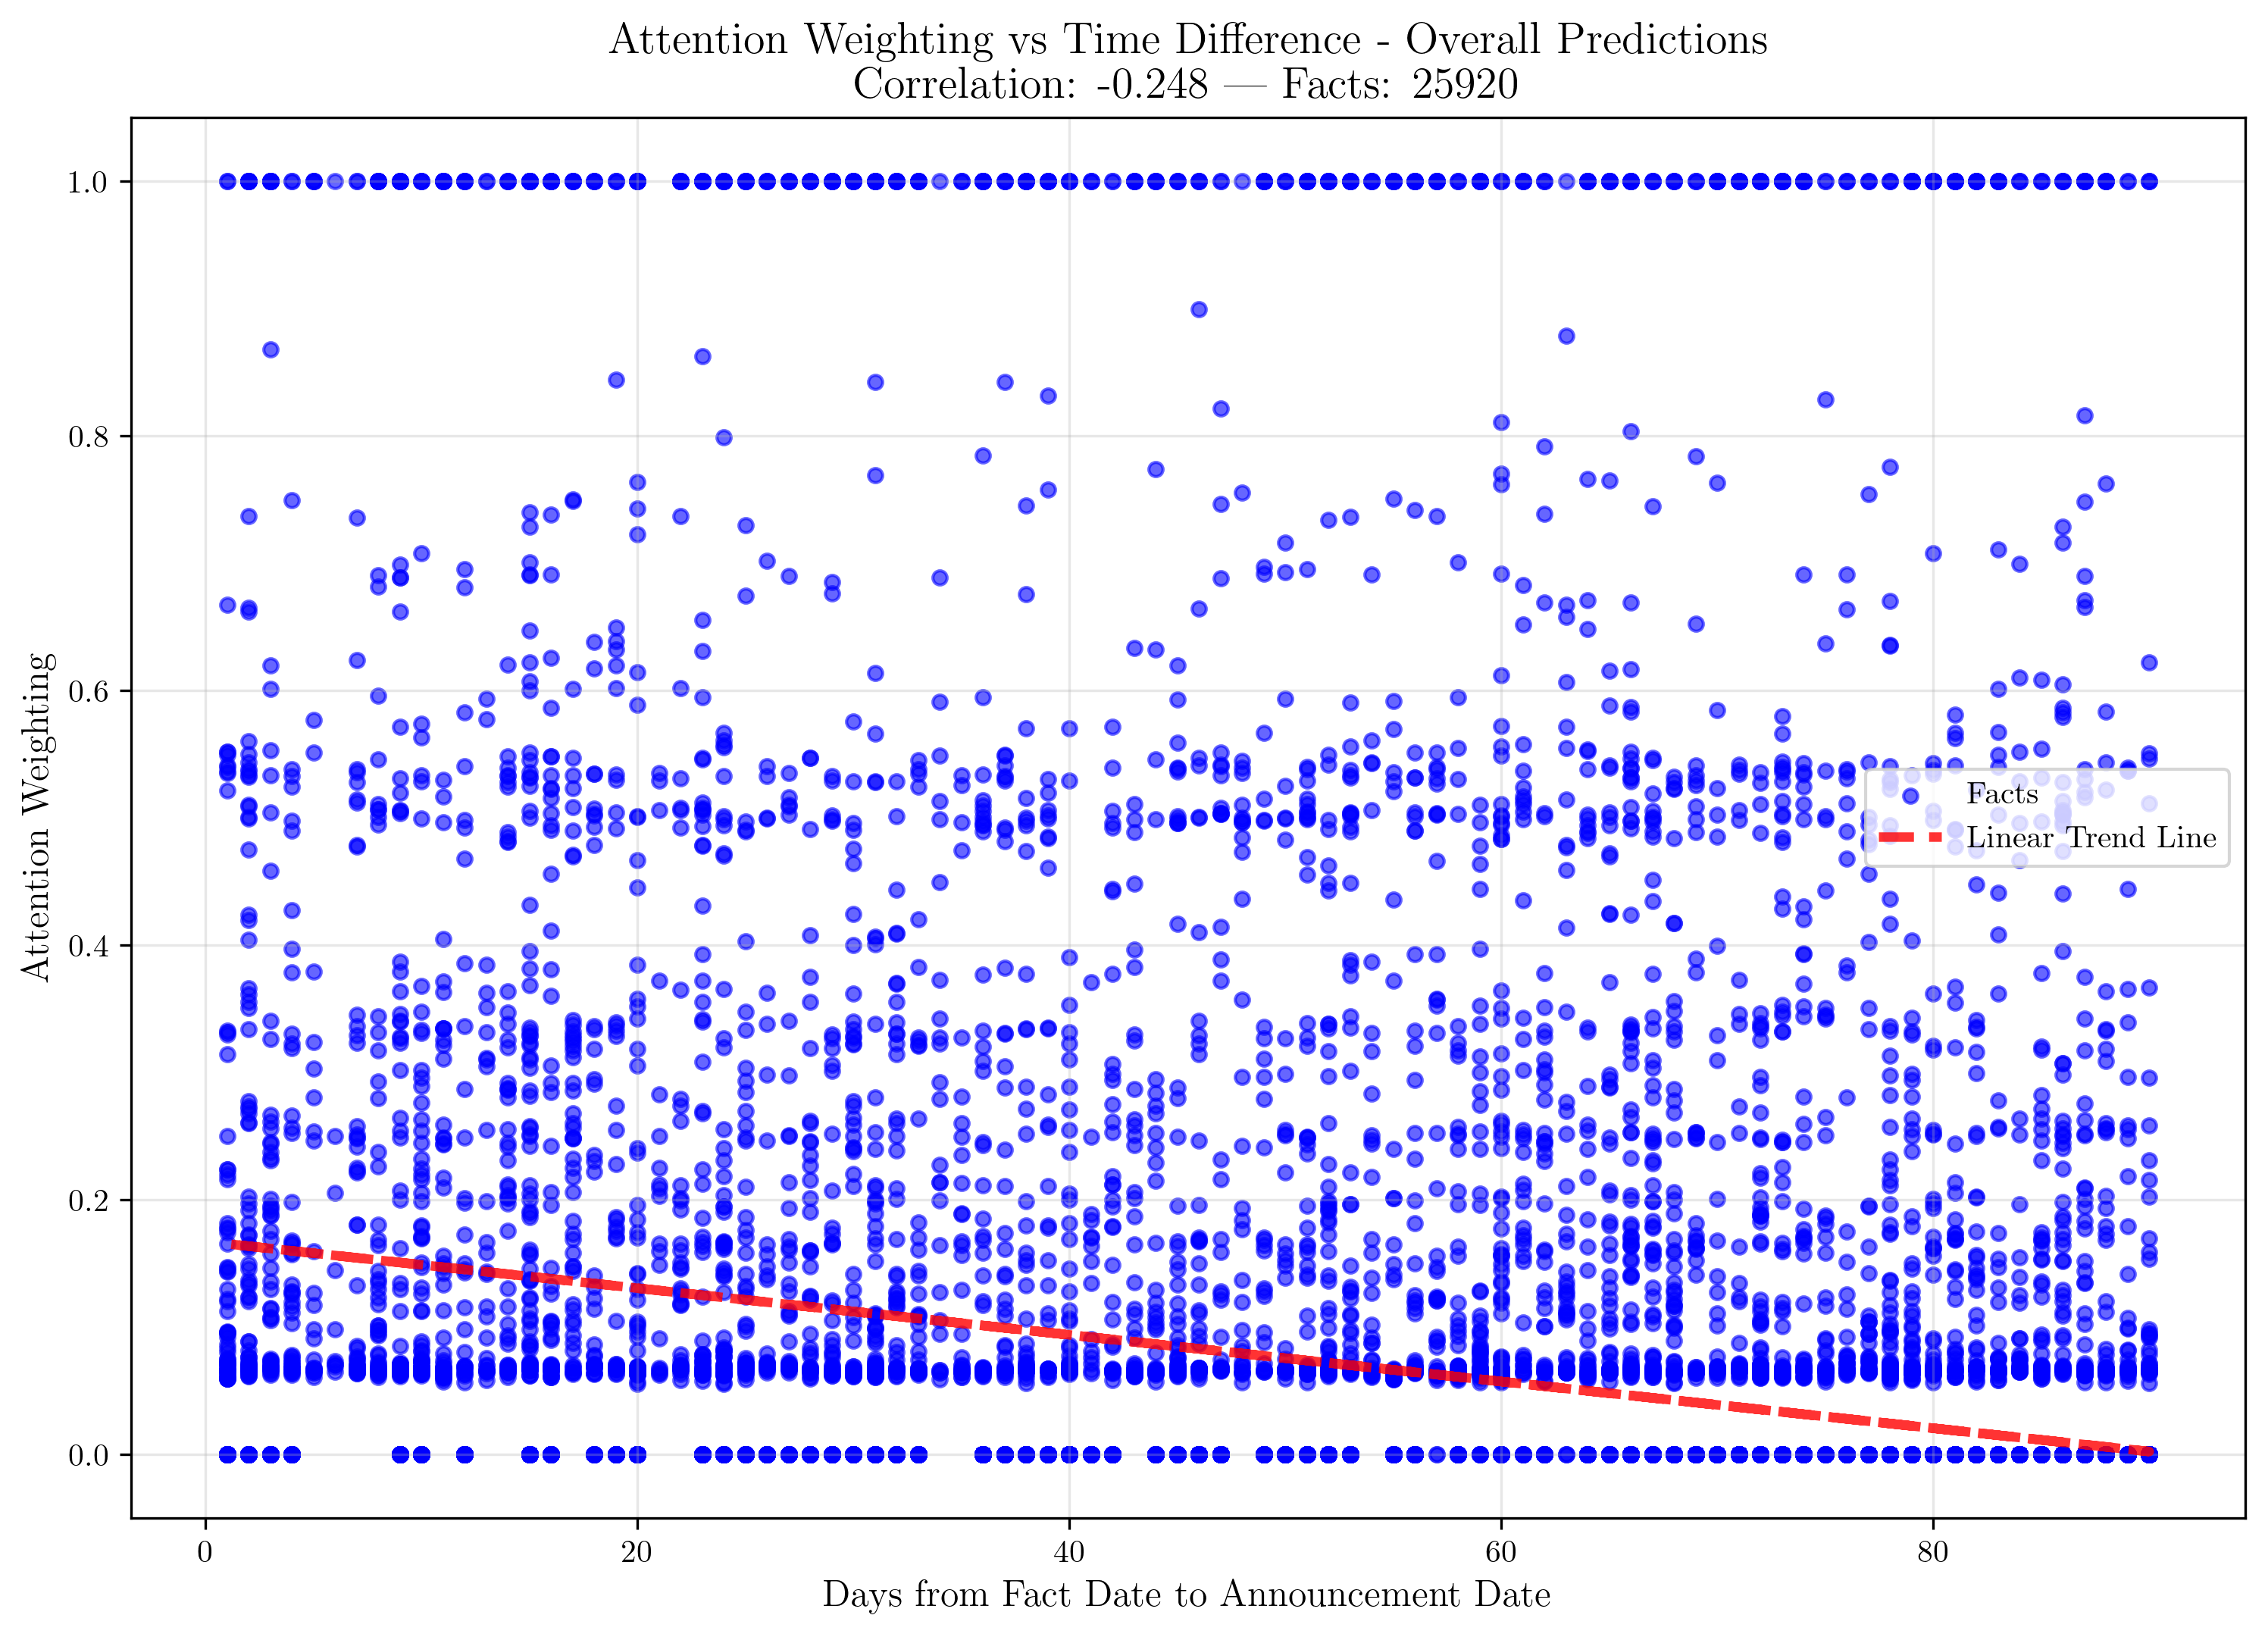 Attention Weighting vs Time Difference - Overall Predictions
Correlation: -0.248 — Facts: 25920
Attention Weighting
1.0
0.8
0.6
0.4
0.2
0.0
Facts
Linear Trend Line
0 20 40 60 80
Days from Fact Date to Announcement Date